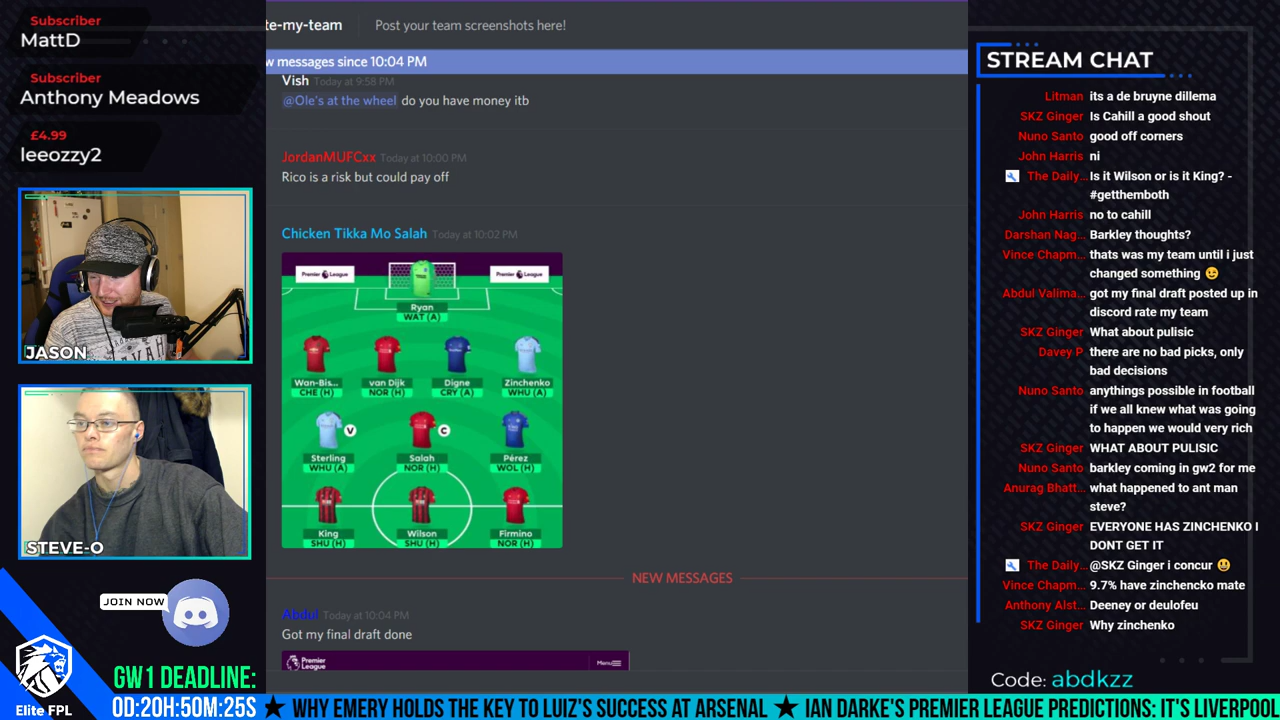 Subscriber
MattD
Subscriber
Anthony Meadows
£4.99
leeozzy2
JASON
STEVE-O
JOIN NOW
Elite FPL
GW1 DEADLINE:
0D:20H:50M:25S
te-my-team
Post your team screenshots here!
w messages since 10:04 PM
Vish Today at 9:58 PM
@Ole's at the wheel do you have money itb
JordanMUFCxx Today at 10:00 PM
Rico is a risk but could pay off
Chicken Tikka Mo Salah Today at 10:02 PM
Premier League
Premier League
Ryan
WAT (A)
Wan-Bis... van Dijk Digne Zinchenko
CHE (H) NOR (H) CRY (A) WHU (A)
V C
Sterling Salah Pérez
WHU (A) NOR (H) WOL (H)
King Wilson Firmino
SHU (H) SHU (H) NOR (H)
NEW MESSAGES
Abdul Today at 10:04 PM
Got my final draft done
Premier League
Menu
STREAM CHAT
Litman its a de bruyne dillema
SKZ Ginger Is Cahill a good shout
Nuno Santo good off corners
John Harris ni
The Daily... Is it Wilson or is it King? -
#getthemboth
John Harris no to cahill
Darshan Nag... Barkley thoughts?
Vince Chapm... thats was my team until i just
changed something 😉
Abdul Valima... got my final draft posted up in
discord rate my team
SKZ Ginger What about pulisic
Davey P there are no bad picks, only
bad decisions
Nuno Santo anythings possible in football
if we all knew what was going
to happen we would very rich
SKZ Ginger WHAT ABOUT PULISIC
Nuno Santo barkley coming in gw2 for me
Anurag Bhatt... what happened to ant man
steve?
SKZ Ginger EVERYONE HAS ZINCHENKO I
DONT GET IT
The Daily... @SKZ Ginger i concur 😃
Vince Chapm... 9.7% have zinchencko mate
Anthony Alst... Deeney or deulofeu
SKZ Ginger Why zinchenko
Code: abdkzz
★ WHY EMERY HOLDS THE KEY TO LUIZ'S SUCCESS AT ARSENAL ★ IAN DARKE'S PREMIER LEAGUE PREDICTIONS: IT'S LIVERPOOL